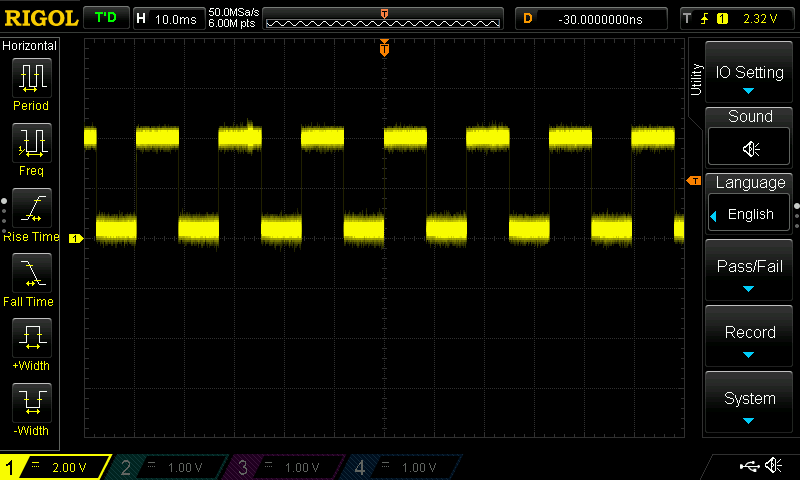 RIGOL T'D H 10.0ms 50.0MSa/s D -30.0000000ns T 1 2.32 V
6.00M pts
T
Horizontal
T
Period
Freq
Rise Time
Fall Time
+Width
-Width
1
T
Utility
IO Setting
Sound
Language
English
Pass/Fail
Record
System
1 2.00 V 2 1.00 V 3 1.00 V 4 1.00 V